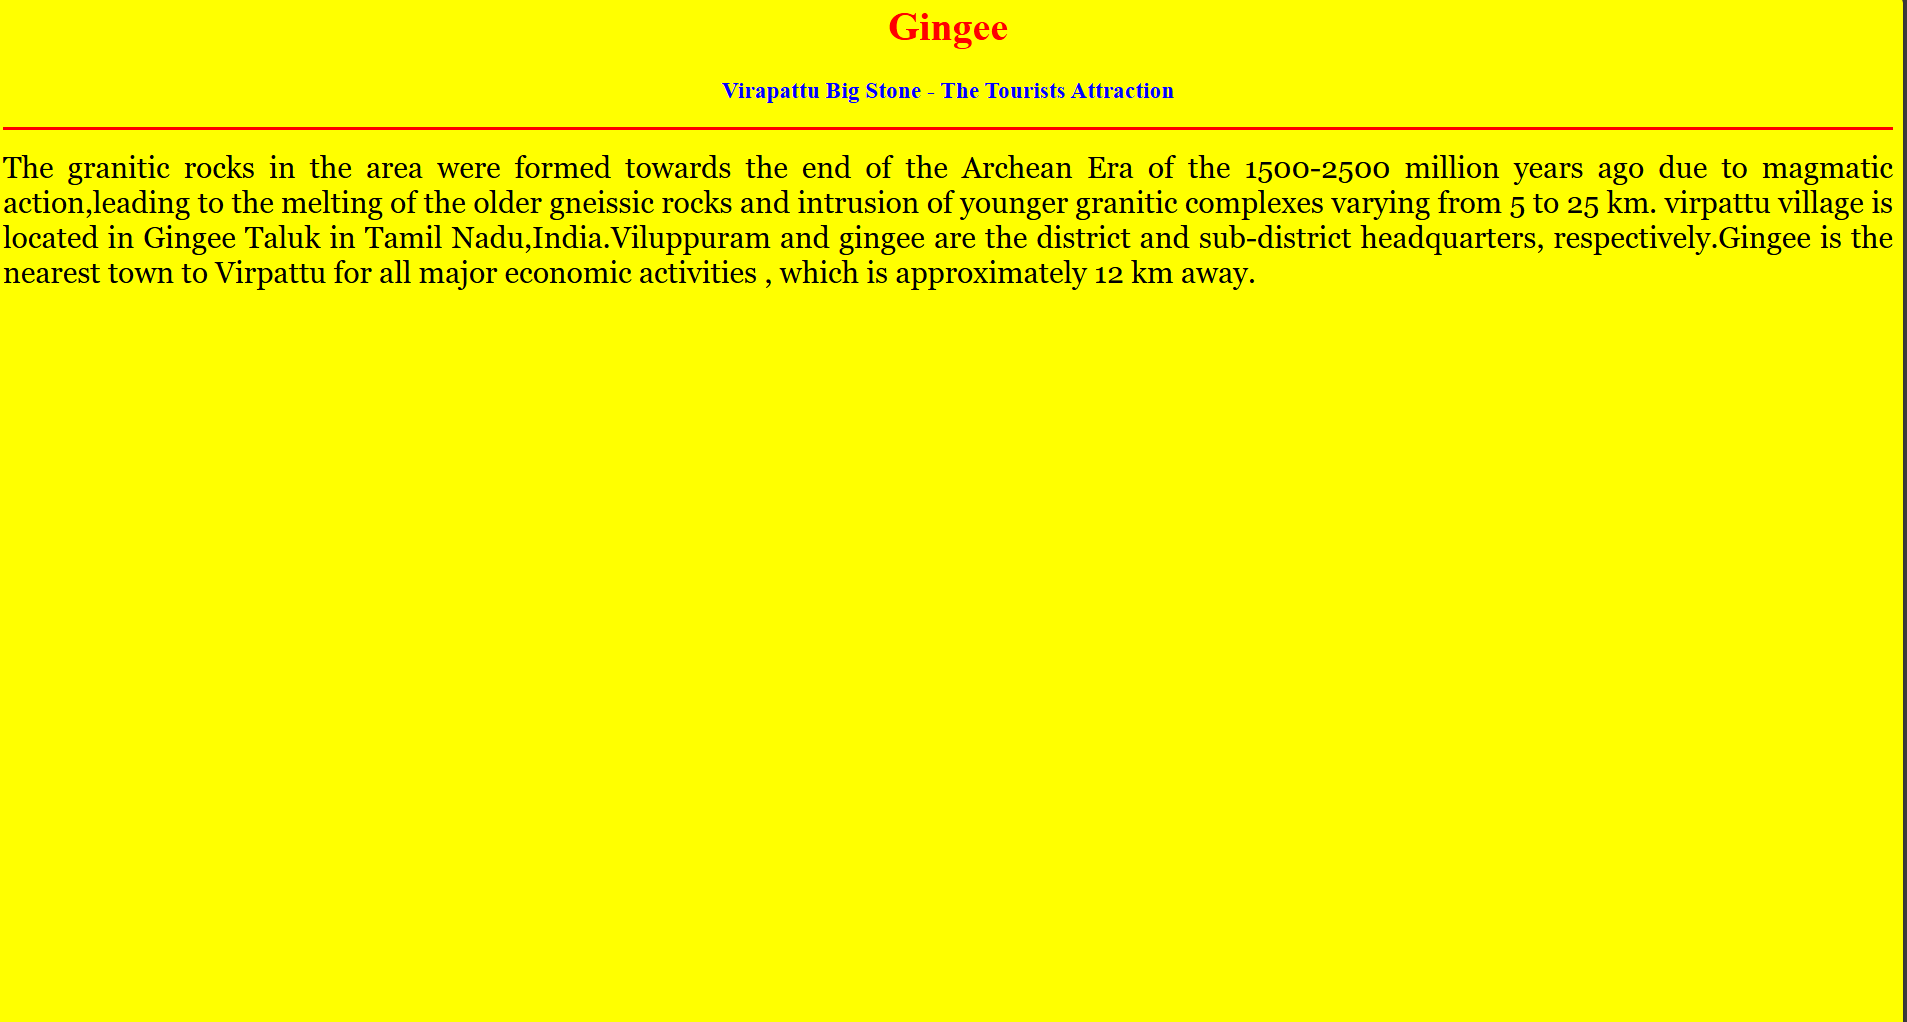 Gingee
Virapattu Big Stone - The Tourists Attraction
The granitic rocks in the area were formed towards the end of the Archean Era of the 1500-2500 million years ago due to magmatic
action,leading to the melting of the older gneissic rocks and intrusion of younger granitic complexes varying from 5 to 25 km. virpattu village is
located in Gingee Taluk in Tamil Nadu,India.Viluppuram and gingee are the district and sub-district headquarters, respectively.Gingee is the
nearest town to Virpattu for all major economic activities , which is approximately 12 km away.